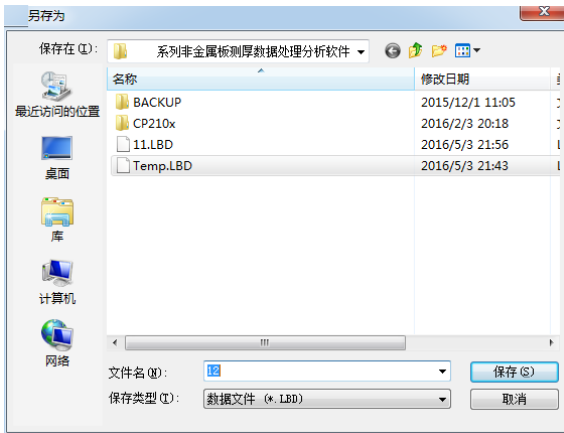 另存为
保存在(I):
系列非金属板测厚数据处理分析软件
名称
修改日期
最近访问的位置
BACKUP
2015/12/1 11:05
CP210x
2016/2/3 20:18
11.LBD
2016/5/3 21:56
Temp.LBD
2016/5/3 21:43
桌面
库
计算机
网络
文件名(N):
12
保存(S)
保存类型(T):
数据文件 (*.LBD)
取消